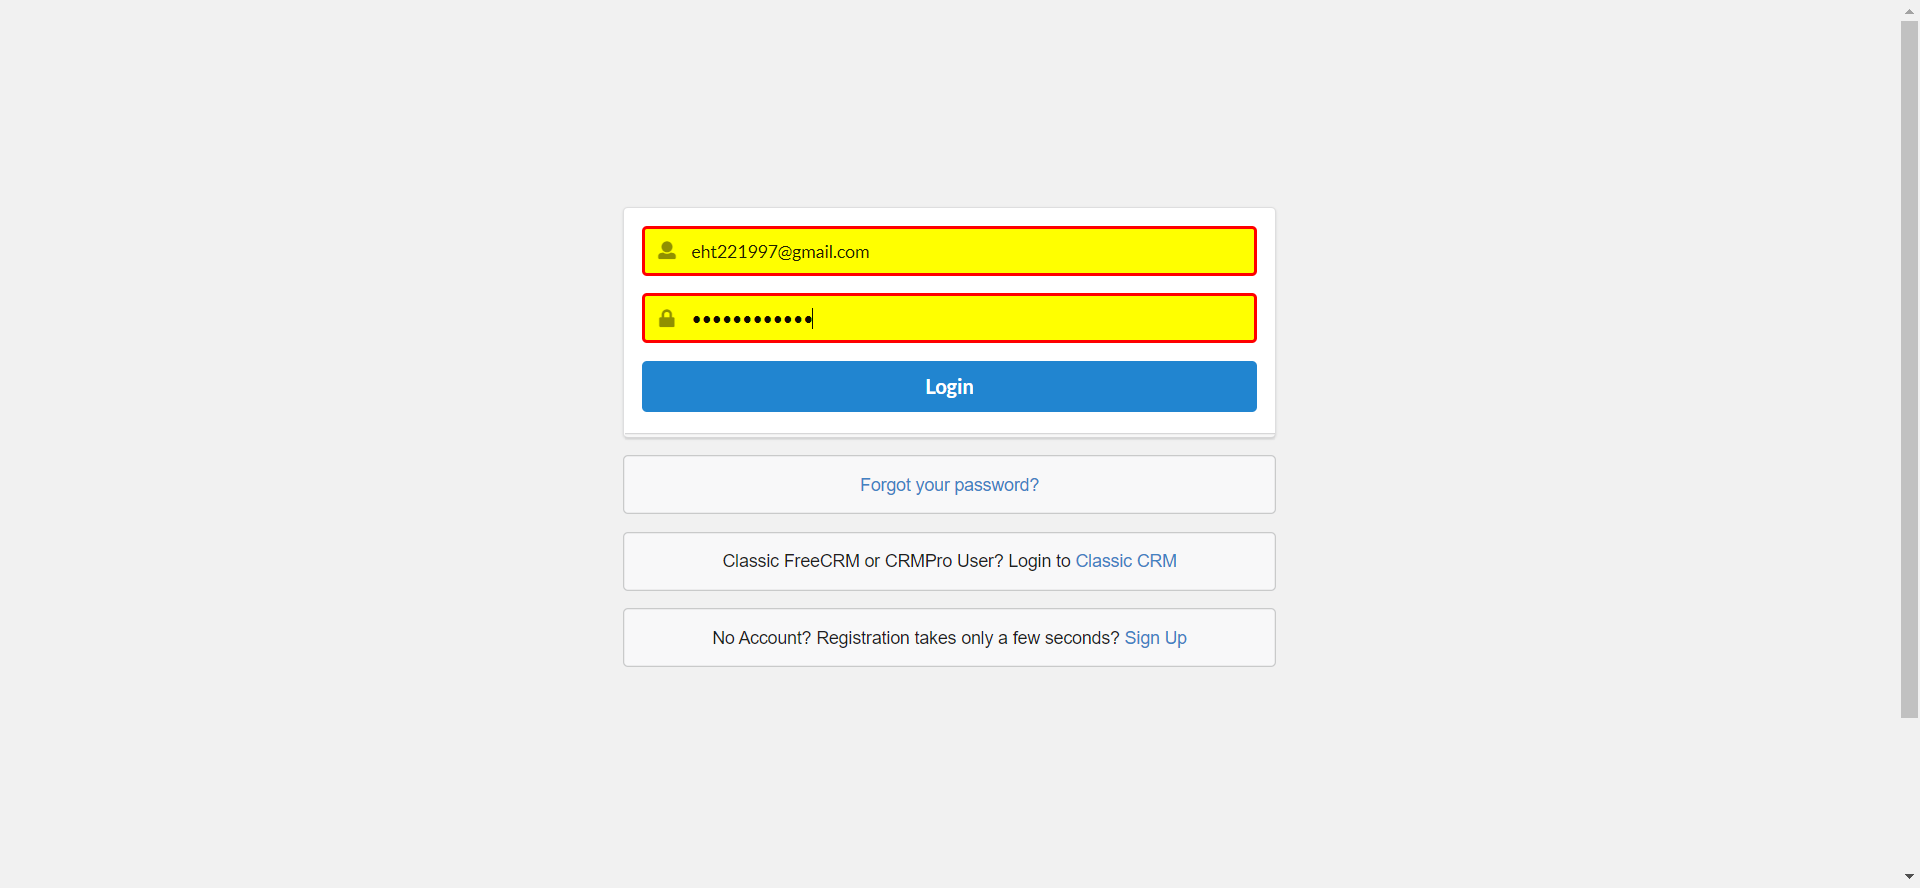 eht221997@gmail.com
••••••••••••
Login
Forgot your password?
Classic FreeCRM or CRMPro User? Login to Classic CRM
No Account? Registration takes only a few seconds? Sign Up